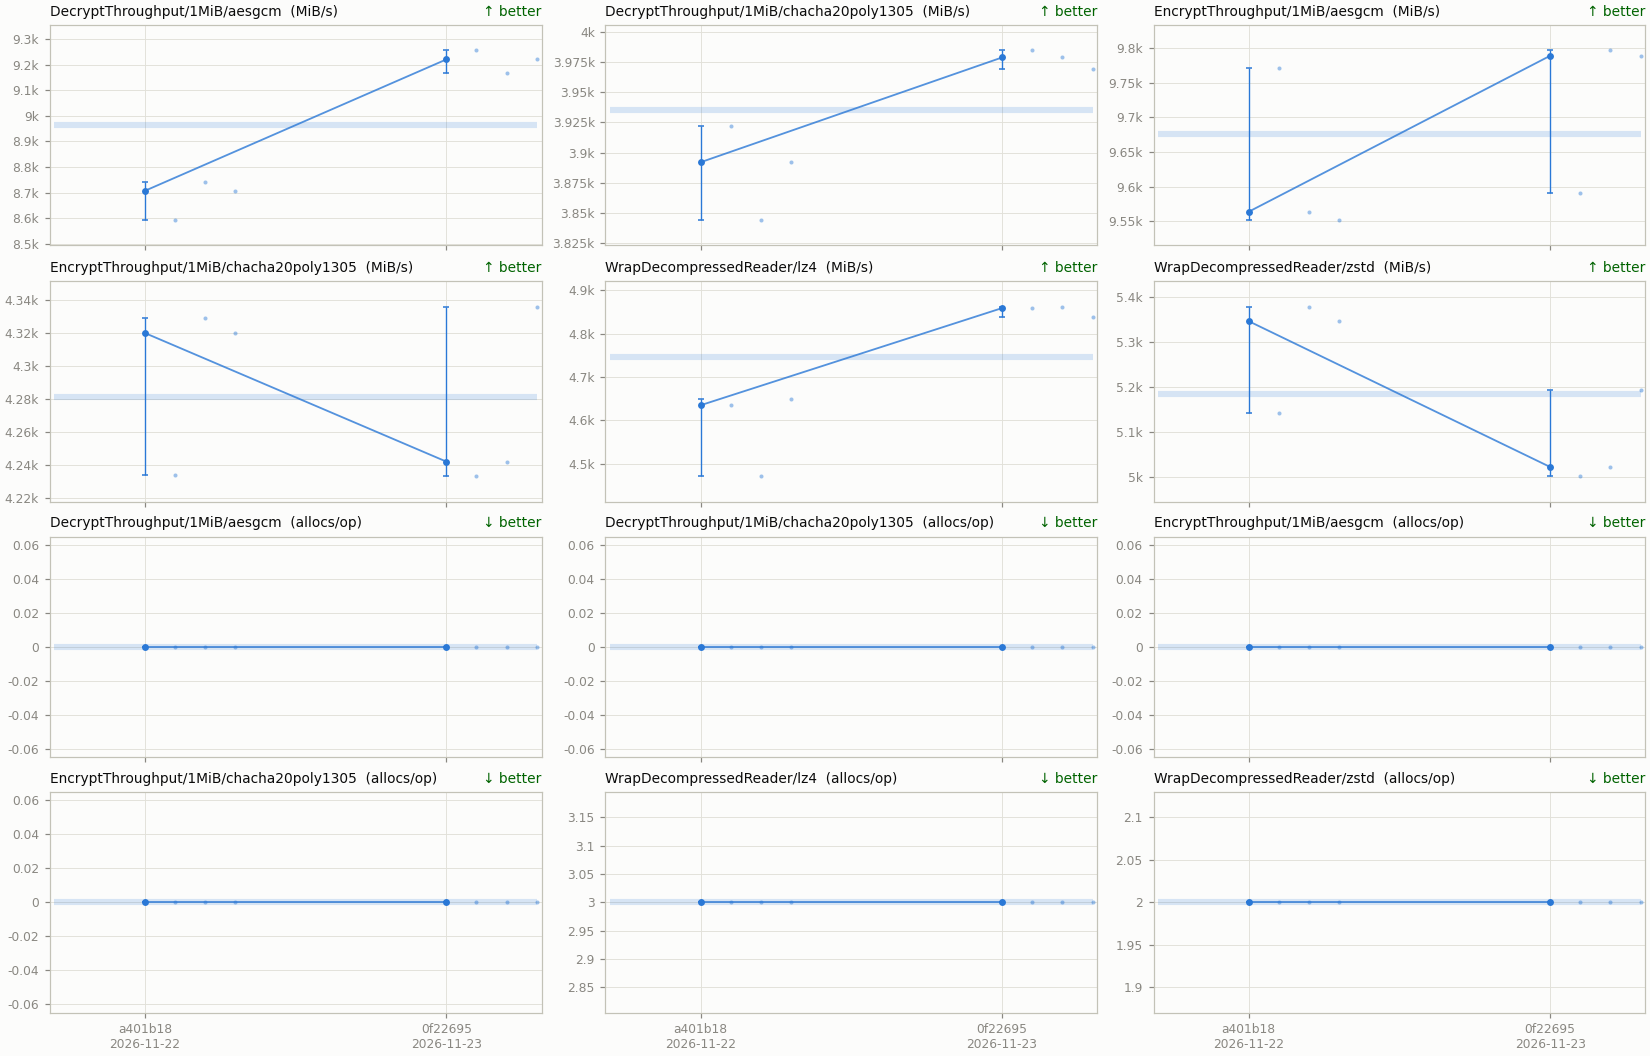 DecryptThroughput/1MiB/aesgcm (MiB/s) ↑ better
9.3k
9.2k
9.1k
9k
8.9k
8.8k
8.7k
8.6k
8.5k
DecryptThroughput/1MiB/chacha20poly1305 (MiB/s) ↑ better
4k
3.975k
3.95k
3.925k
3.9k
3.875k
3.85k
3.825k
EncryptThroughput/1MiB/aesgcm (MiB/s) ↑ better
9.8k
9.75k
9.7k
9.65k
9.6k
9.55k
EncryptThroughput/1MiB/chacha20poly1305 (MiB/s) ↑ better
4.34k
4.32k
4.3k
4.28k
4.26k
4.24k
4.22k
WrapDecompressedReader/lz4 (MiB/s) ↑ better
4.9k
4.8k
4.7k
4.6k
4.5k
WrapDecompressedReader/zstd (MiB/s) ↑ better
5.4k
5.3k
5.2k
5.1k
5k
DecryptThroughput/1MiB/aesgcm (allocs/op) ↓ better
0.06
0.04
0.02
0
-0.02
-0.04
-0.06
DecryptThroughput/1MiB/chacha20poly1305 (allocs/op) ↓ better
0.06
0.04
0.02
0
-0.02
-0.04
-0.06
EncryptThroughput/1MiB/aesgcm (allocs/op) ↓ better
0.06
0.04
0.02
0
-0.02
-0.04
-0.06
EncryptThroughput/1MiB/chacha20poly1305 (allocs/op) ↓ better
0.06
0.04
0.02
0
-0.02
-0.04
-0.06
a401b18 0f22695
2026-11-22 2026-11-23
WrapDecompressedReader/lz4 (allocs/op) ↓ better
3.15
3.1
3.05
3
2.95
2.9
2.85
a401b18 0f22695
2026-11-22 2026-11-23
WrapDecompressedReader/zstd (allocs/op) ↓ better
2.1
2.05
2
1.95
1.9
a401b18 0f22695
2026-11-22 2026-11-23